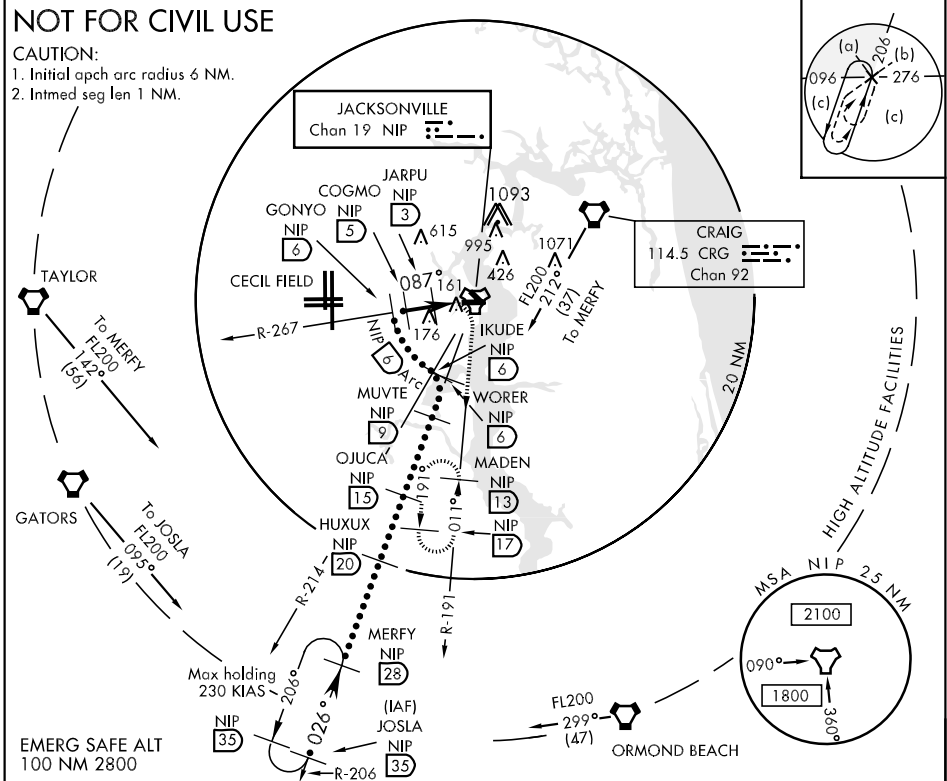 NOT FOR CIVIL USE
CAUTION:
1. Initial apch arc radius 6 NM.
2. Intmed seg len 1 NM.
JACKSONVILLE
Chan 19 NIP
(a)
206
(b)
096
276
(c)
(c)
JARPU
NIP
3
COGMO
NIP
5
GONYO
NIP
6
615
1093
995
426
1071
CRAIG
114.5 CRG
Chan 92
FL200
212°
(37)
To MERFY
TAYLOR
To MERFY
FL200
142°
(56)
CECIL FIELD
087°
161
176
R-267
NIP 6 Arc
IKUDE
NIP
6
WORER
NIP
6
MUVTE
NIP
9
20 NM
HIGH ALTITUDE FACILITIES
OJUCA
NIP
15
191°
011°
MADEN
NIP
13
NIP
17
GATORS
To JOSLA
FL200
095°
(19)
HUXUX
NIP
20
R-214
R-191
MERFY
NIP
28
Max holding
230 KIAS
206°
026°
NIP
35
(IAF)
JOSLA
NIP
35
R-206
FL200
299°
(47)
ORMOND BEACH
MSA NIP 25 NM
2100
090°
1800
360°
EMERG SAFE ALT
100 NM 2800